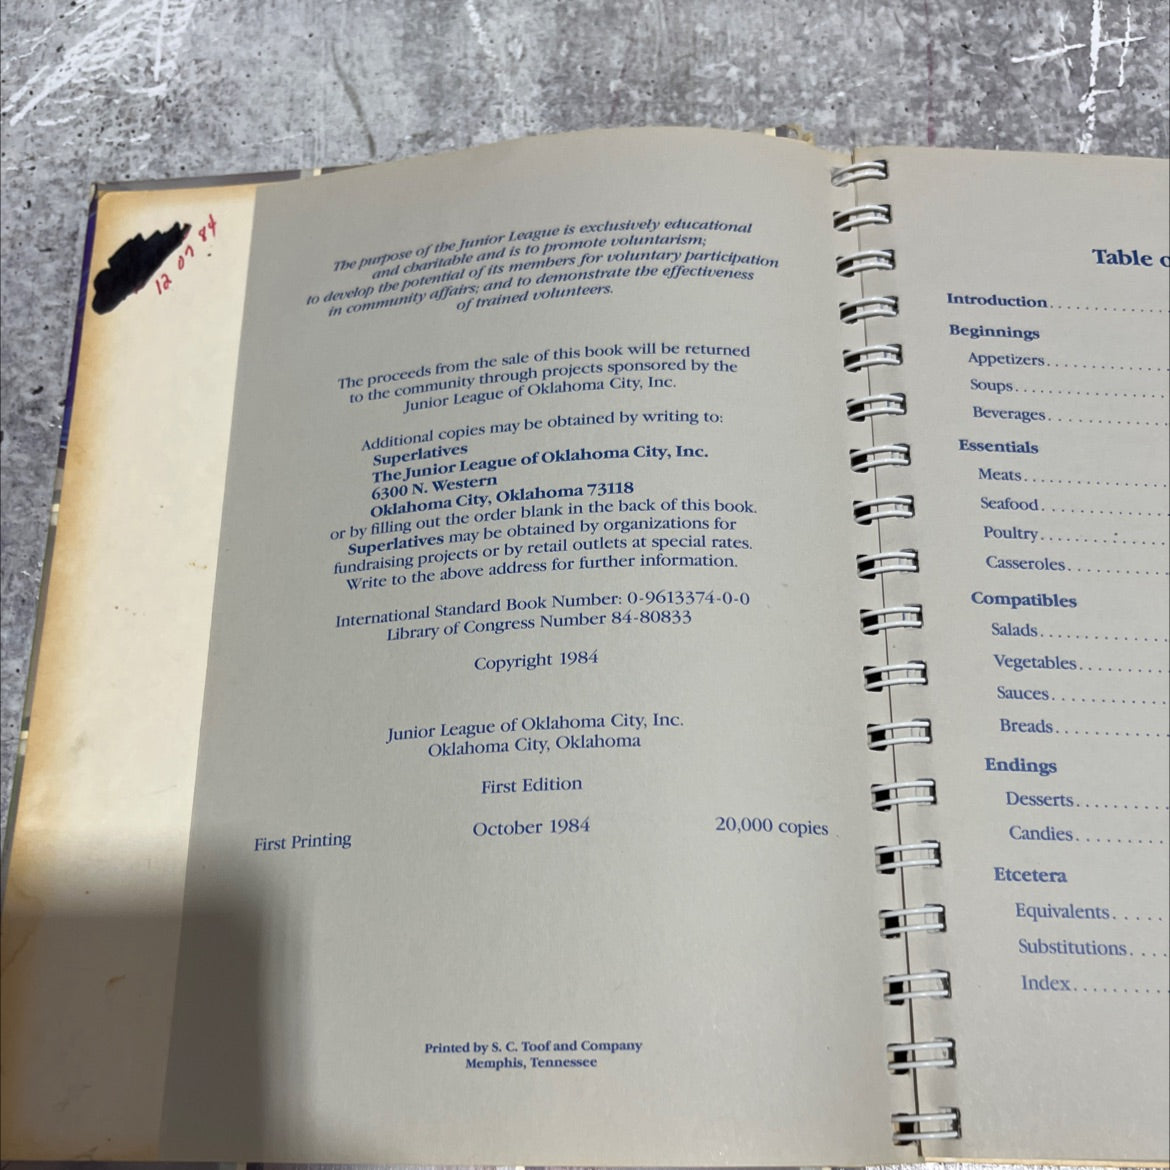 12 07 84
The purpose of the Junior League is exclusively educational
and charitable and is to promote voluntarism;
to develop the potential of its members for voluntary participation
in community affairs; and to demonstrate the effectiveness
of trained volunteers.
The proceeds from the sale of this book will be returned
to the community through projects sponsored by the
Junior League of Oklahoma City, Inc.
Additional copies may be obtained by writing to:
Superlatives
The Junior League of Oklahoma City, Inc.
6300 N. Western
Oklahoma City, Oklahoma 73118
or by filling out the order blank in the back of this book.
Superlatives may be obtained by organizations for
fundraising projects or by retail outlets at special rates.
Write to the above address for further information.
International Standard Book Number: 0-9613374-0-0
Library of Congress Number 84-80833
Copyright 1984
Junior League of Oklahoma City, Inc.
Oklahoma City, Oklahoma
First Edition
First Printing October 1984 20,000 copies
Printed by S. C. Toof and Company
Memphis, Tennessee
Table
Introduction
Beginnings
Appetizers
Soups
Beverages
Essentials
Meats
Seafood
Poultry
Casseroles
Compatibles
Salads
Vegetables
Sauces
Breads
Endings
Desserts
Candies
Etcetera
Equivalents
Substitutions
Index